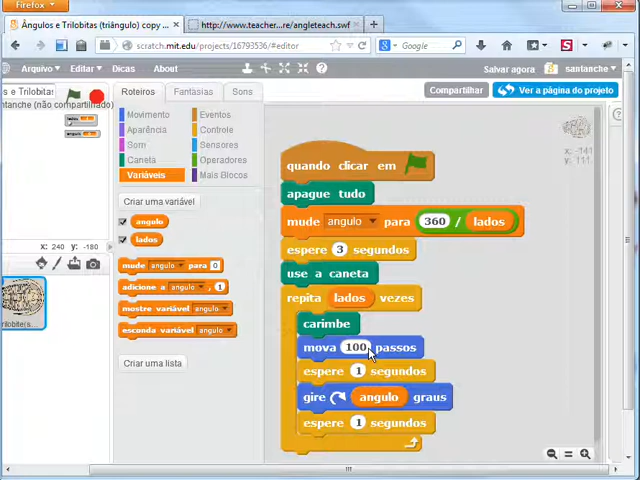 Firefox
Ângulos e Trilobitas (triângulo) copy ...
http://www.teacher...re/angleteach.swf
scratch.mit.edu/projects/16793536/#editor
Google
Arquivo Editar Dicas About
Salvar agora santanche
s e Trilobitas
santanche (não compartilhado)
Roteiros Fantasias Sons
Compartilhar Ver a página do projeto
Movimento Eventos
Aparência Controle
Som Sensores
Caneta Operadores
Variáveis Mais Blocos
Criar uma variável
angulo
lados
mude angulo para 0
adicione a angulo 1
mostre variável angulo
esconda variável angulo
Criar uma lista
x: 240 y: -180
quando clicar em
apague tudo
mude angulo para 360 / lados
espere 3 segundos
use a caneta
repita lados vezes
carimbe
mova 100 passos
espere 1 segundos
gire angulo graus
espere 1 segundos
x: -141
y: 111